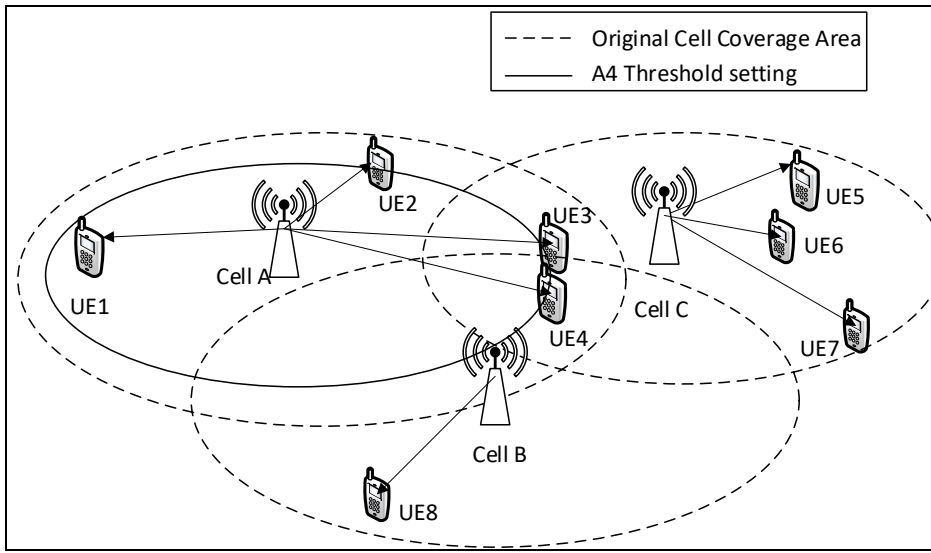 Original Cell Coverage Area
A4 Threshold setting
UE2
UE5
UE3
UE6
Cell A
UE1
Cell C
UE4
UE7
Cell B
UE8